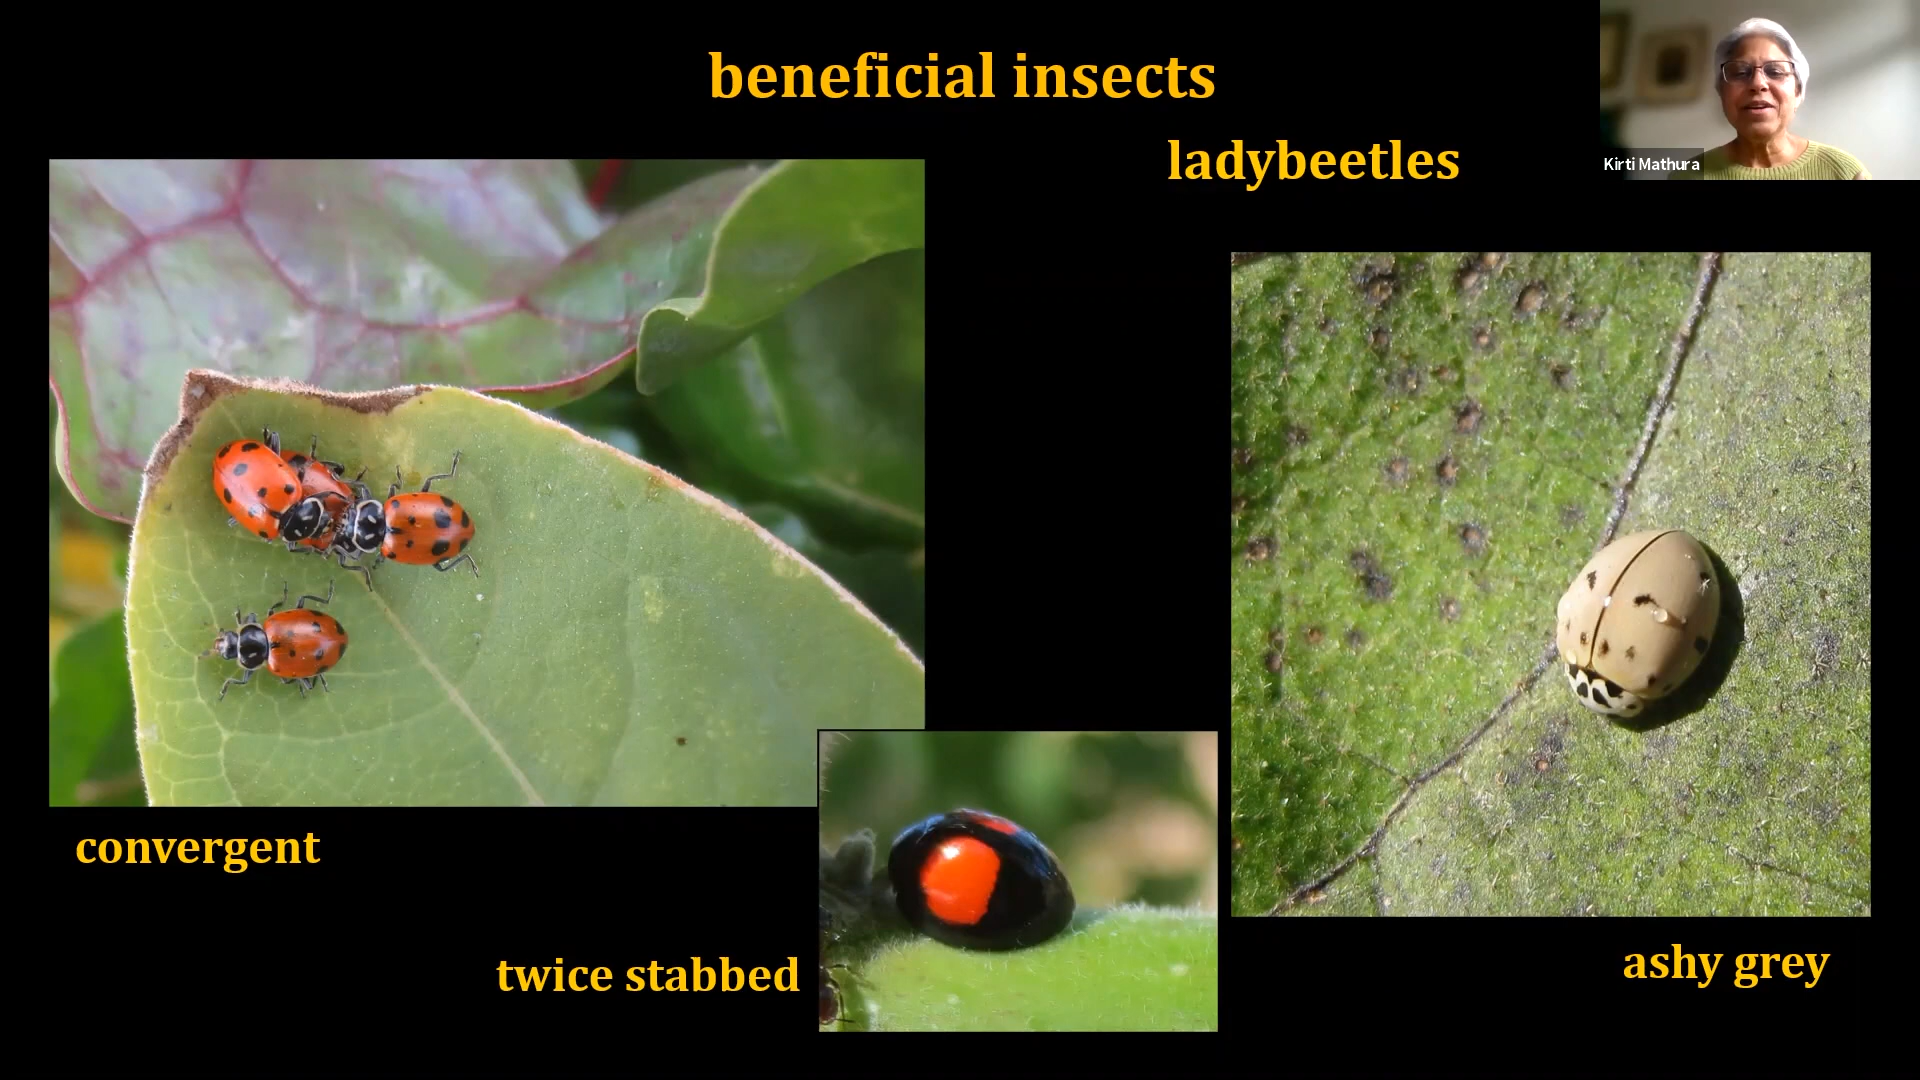 beneficial insects
ladybeetles
Kirti Mathura
convergent
twice stabbed
ashy grey